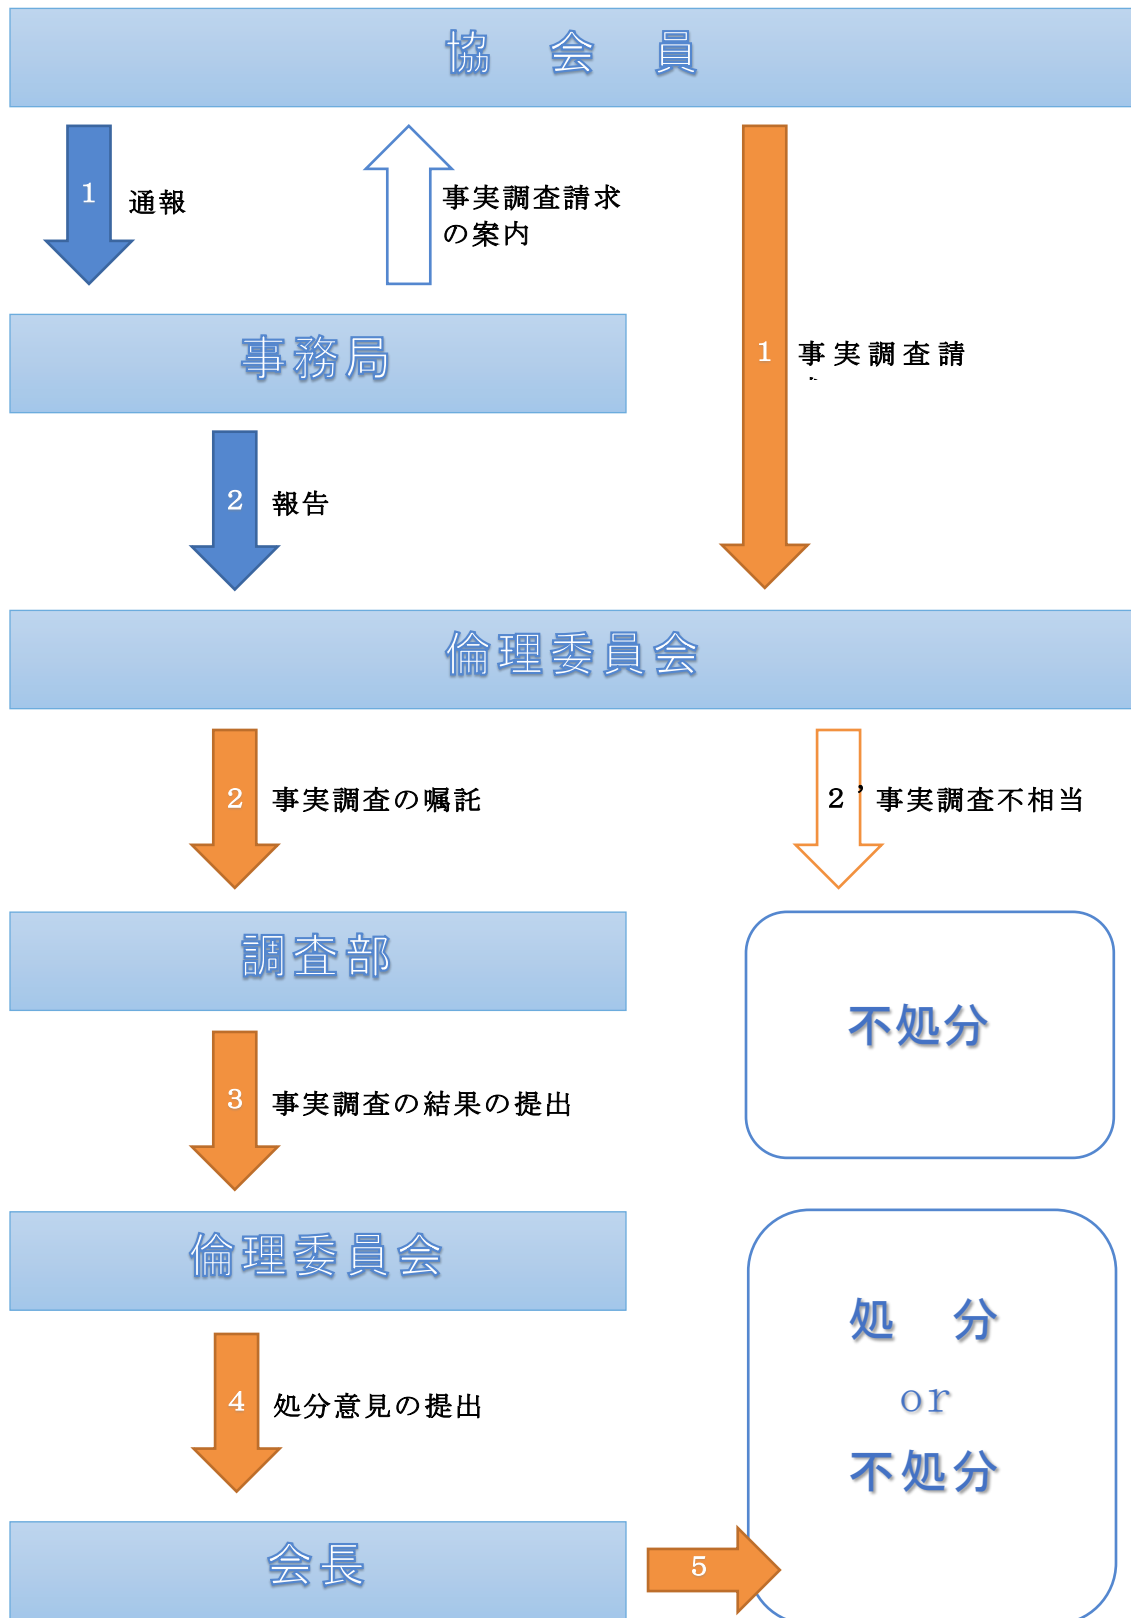 協　会　員
1
通報
事実調査請求
の案内
1
事実調査請
事務局
2
報告
倫理委員会
2
事実調査の嘱託
2’事実調査不相当
調査部
不処分
3
事実調査の結果の提出
倫理委員会
処　分
or
不処分
4
処分意見の提出
会長
5